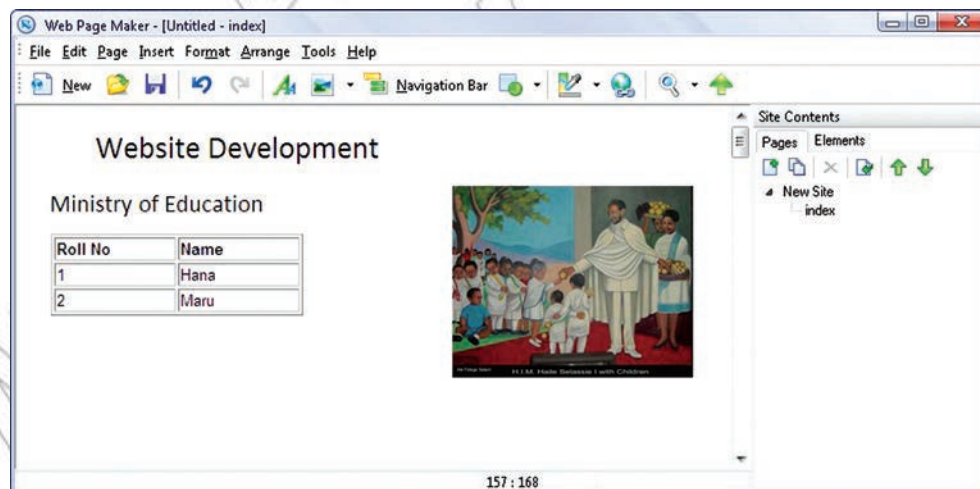 Web Page Maker - [Untitled - index]
File Edit Page Insert Format Arrange Tools Help
New Navigation Bar
Site Contents
Pages Elements
New Site
index
Website Development
Ministry of Education
Roll No Name
1 Hana
2 Maru
H.I.M. Haile Selassie I with Children
157 : 168